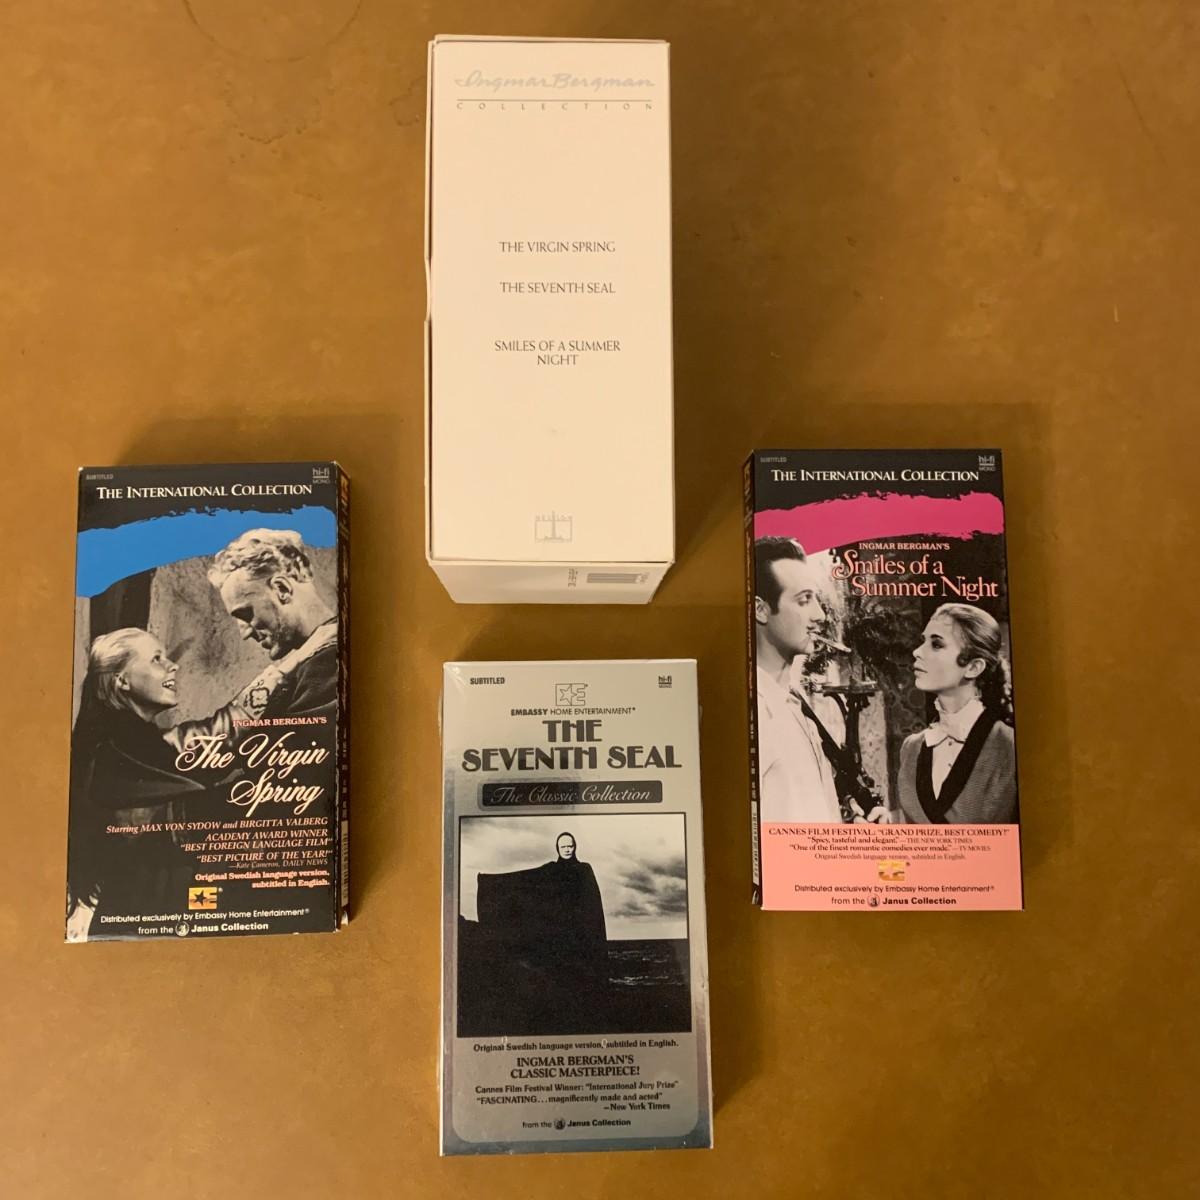 Ingmar Bergman
COLLECTION
THE VIRGIN SPRING
THE SEVENTH SEAL
SMILES OF A SUMMER
NIGHT
NELSON
SUBTITLED
hi-fi
MONO
THE INTERNATIONAL COLLECTION
INGMAR BERGMAN'S
The Virgin
Spring
Starring MAX VON SYDOW and BIRGITTA VALBERG
ACADEMY AWARD WINNER
"BEST FOREIGN LANGUAGE FILM"
"BEST PICTURE OF THE YEAR!"
—Kate Cameron, DAILY NEWS
Original Swedish language version,
subtitled in English.
Distributed exclusively by Embassy Home Entertainment®
from the Janus Collection
SUBTITLED
hi-fi
MONO
EMBASSY HOME ENTERTAINMENT®
THE
SEVENTH SEAL
The Classic Collection
Original Swedish language version, subtitled in English.
INGMAR BERGMAN'S
CLASSIC MASTERPIECE!
Cannes Film Festival Winner: "International Jury Prize"
"FASCINATING...magnificently made and acted"
—New York Times
from the Janus Collection
SUBTITLED
hi-fi
MONO
THE INTERNATIONAL COLLECTION
INGMAR BERGMAN'S
Smiles of a
Summer Night
CANNES FILM FESTIVAL: "GRAND PRIZE, BEST COMEDY!"
"Spicy, tasteful and elegant." —THE NEW YORK TIMES
"One of the finest romantic comedies ever made." —TV MOVIES
Original Swedish language version, subtitled in English.
Distributed exclusively by Embassy Home Entertainment®
from the Janus Collection